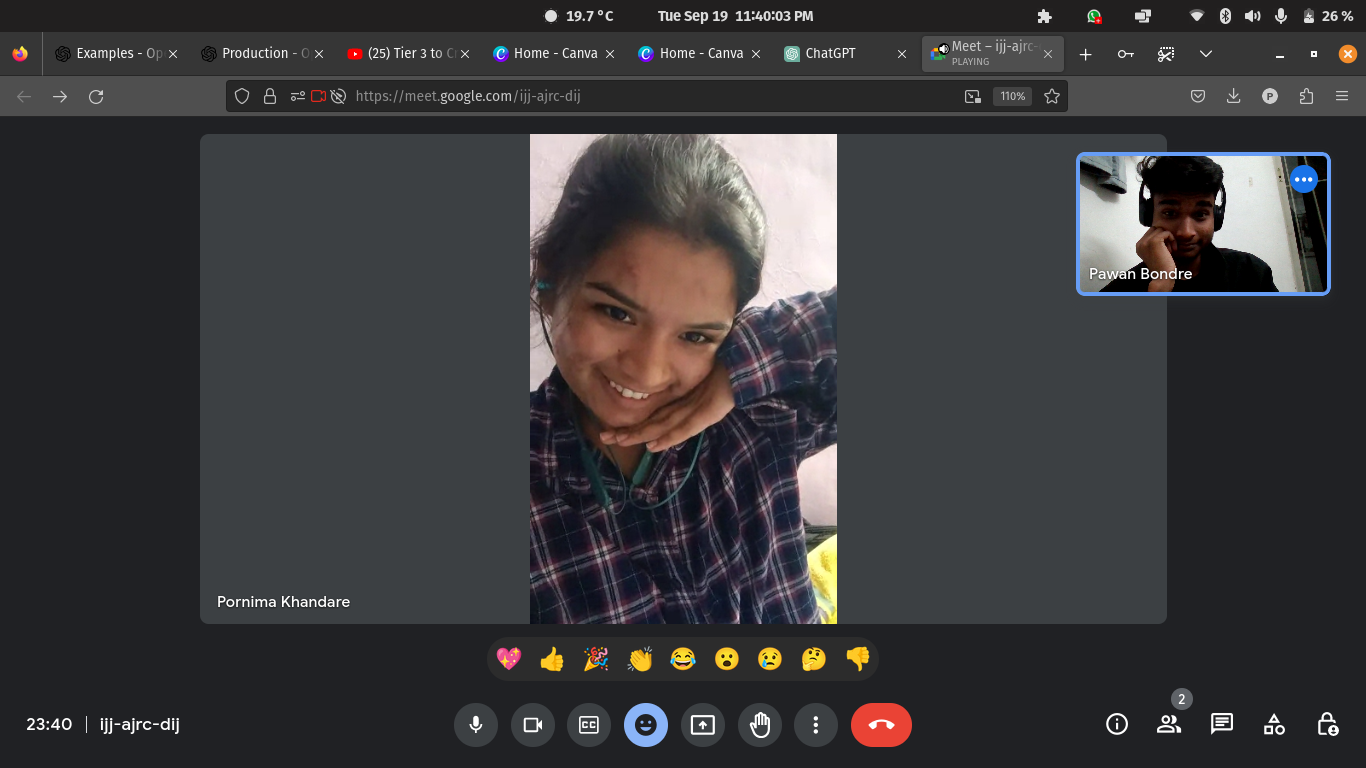 19.7 °C
Tue Sep 19 11:40:03 PM
26 %
Examples - Op
Production - O
(25) Tier 3 to C
Home - Canva
Home - Canva
ChatGPT
Meet – ijj-ajrc-
PLAYING
https://meet.google.com/ijj-ajrc-dij
110%
P
Pawan Bondre
Pornima Khandare
CC
2
23:40
ijj-ajrc-dij